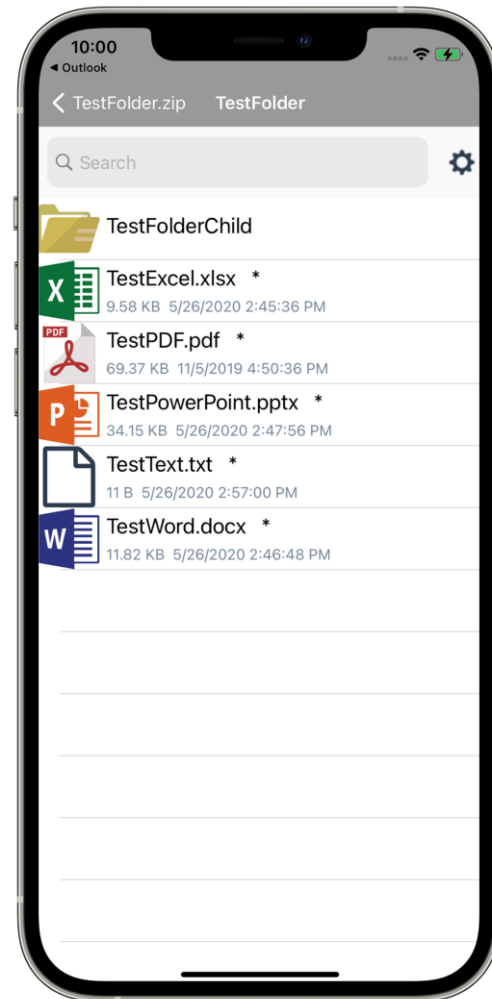 10:00
◀ Outlook
TestFolder.zip TestFolder
Search
TestFolderChild
X
TestExcel.xlsx *
9.58 KB 5/26/2020 2:45:36 PM
PDF
TestPDF.pdf *
69.37 KB 11/5/2019 4:50:36 PM
P
TestPowerPoint.pptx *
34.15 KB 5/26/2020 2:47:56 PM
TestText.txt *
11 B 5/26/2020 2:57:00 PM
W
TestWord.docx *
11.82 KB 5/26/2020 2:46:48 PM